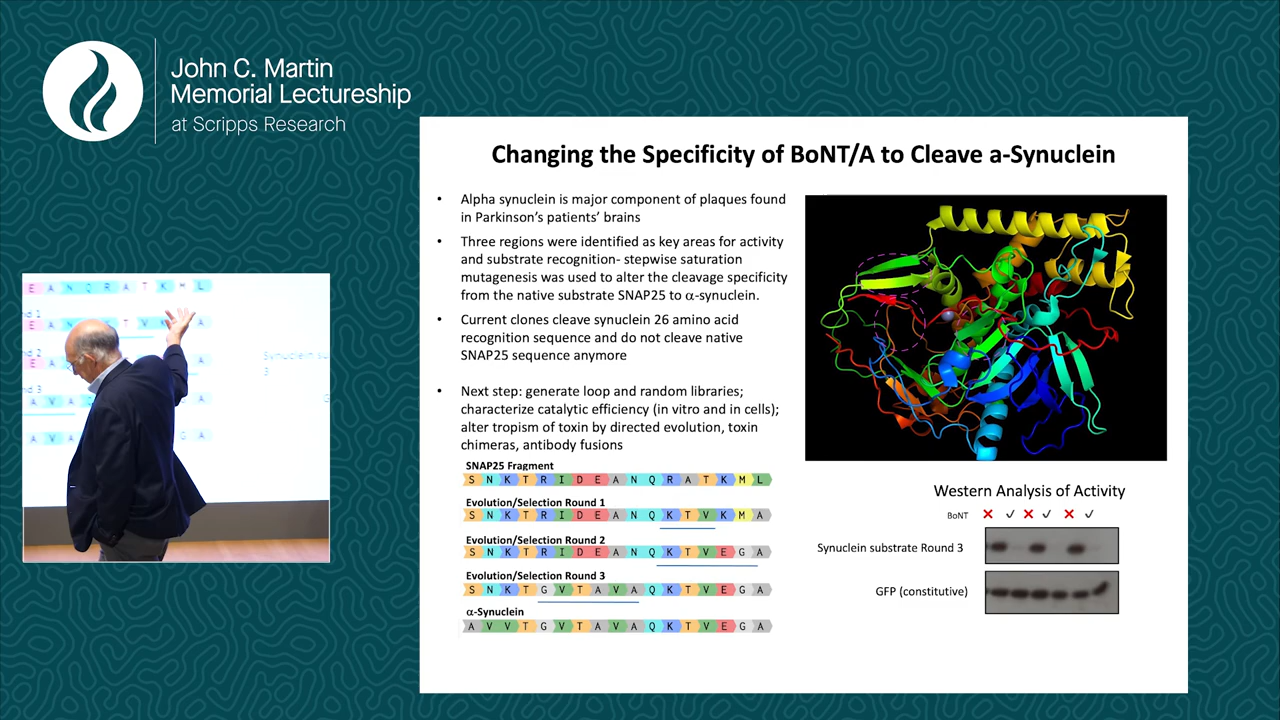 John C. Martin
Memorial Lectureship
at Scripps Research
Changing the Specificity of BoNT/A to Cleave a-Synuclein
• Alpha synuclein is major component of plaques found
in Parkinson's patients' brains
• Three regions were identified as key areas for activity
and substrate recognition- stepwise saturation
mutagenesis was used to alter the cleavage specificity
from the native substrate SNAP25 to α-synuclein.
• Current clones cleave synuclein 26 amino acid
recognition sequence and do not cleave native
SNAP25 sequence anymore
• Next step: generate loop and random libraries;
characterize catalytic efficiency (in vitro and in cells);
alter tropism of toxin by directed evolution, toxin
chimeras, antibody fusions
SNAP25 Fragment
S N K T R I D E A N Q R A T K M L
Evolution/Selection Round 1
S N K T R I D E A N Q K T V K M A
Evolution/Selection Round 2
S N K T R I D E A N Q K T V E G A
Evolution/Selection Round 3
S N K T G V T A V A Q K T V E G A
α-Synuclein
A V V T G V T A V A Q K T V E G A
Western Analysis of Activity
BoNT ✕ ✓ ✕ ✓ ✕ ✓
Synuclein substrate Round 3
GFP (constitutive)
E A N Q R A T K M L